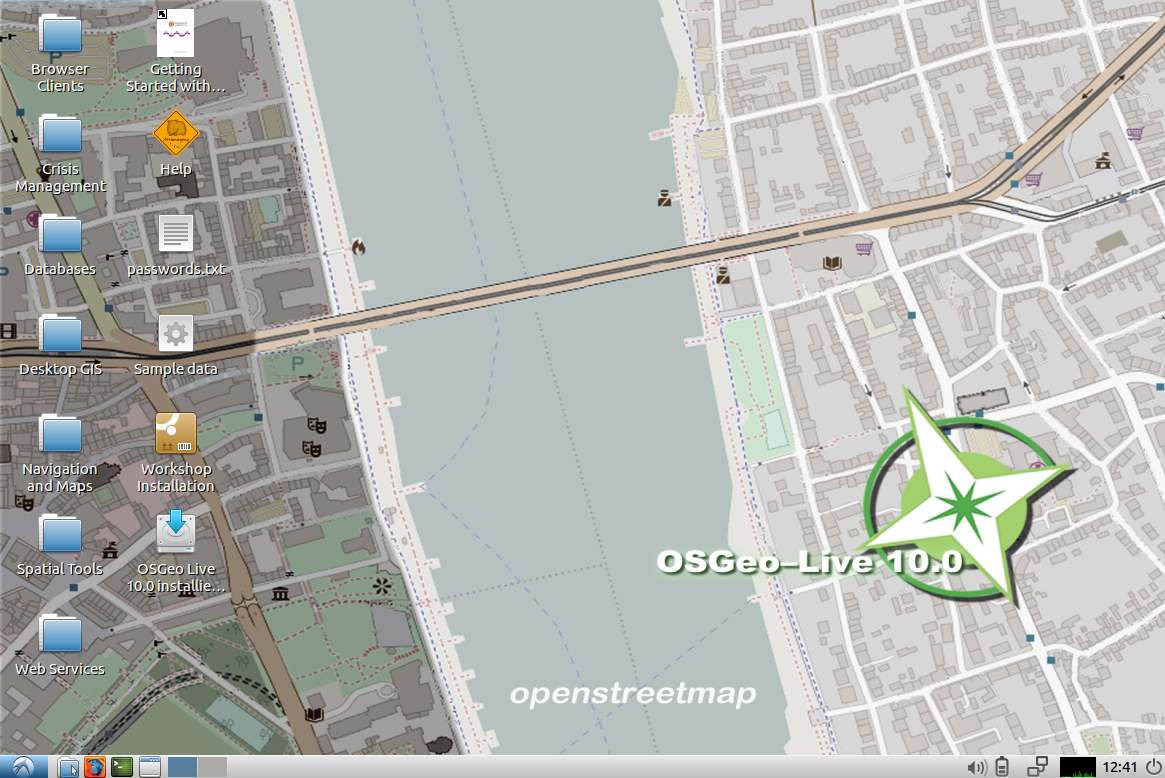 Browser
Clients
Getting
Started with...
Crisis
Management
Help
Databases
passwords.txt
Desktop GIS
Sample data
Navigation
and Maps
Workshop
Installation
Spatial Tools
OSGeo Live
10.0 installie...
Web Services
P
P
OSGeo–Live 10.0
openstreetmap
12:41